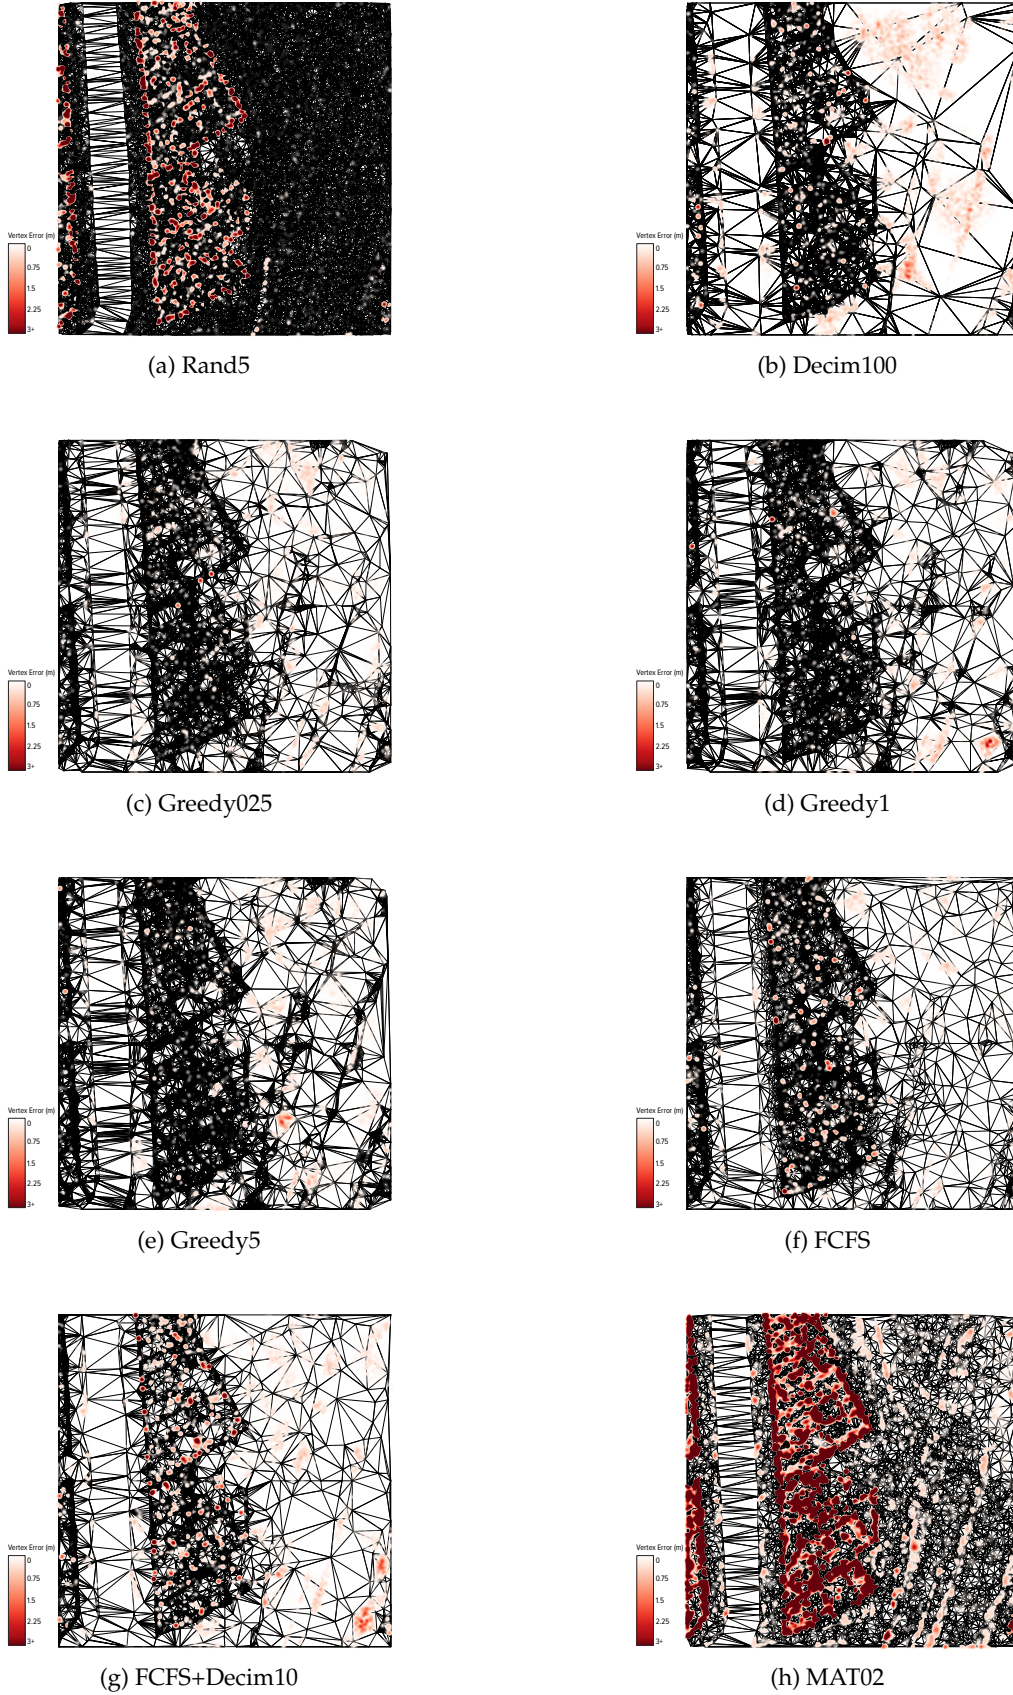 Vertex Error (m)
0
0.75
1.5
2.25
3+
(a) Rand5
Vertex Error (m)
0
0.75
1.5
2.25
3+
(b) Decim100
Vertex Error (m)
0
0.75
1.5
2.25
3+
(c) Greedy025
Vertex Error (m)
0
0.75
1.5
2.25
3+
(d) Greedy1
Vertex Error (m)
0
0.75
1.5
2.25
3+
(e) Greedy5
Vertex Error (m)
0
0.75
1.5
2.25
3+
(f) FCFS
Vertex Error (m)
0
0.75
1.5
2.25
3+
(g) FCFS+Decim10
Vertex Error (m)
0
0.75
1.5
2.25
3+
(h) MAT02